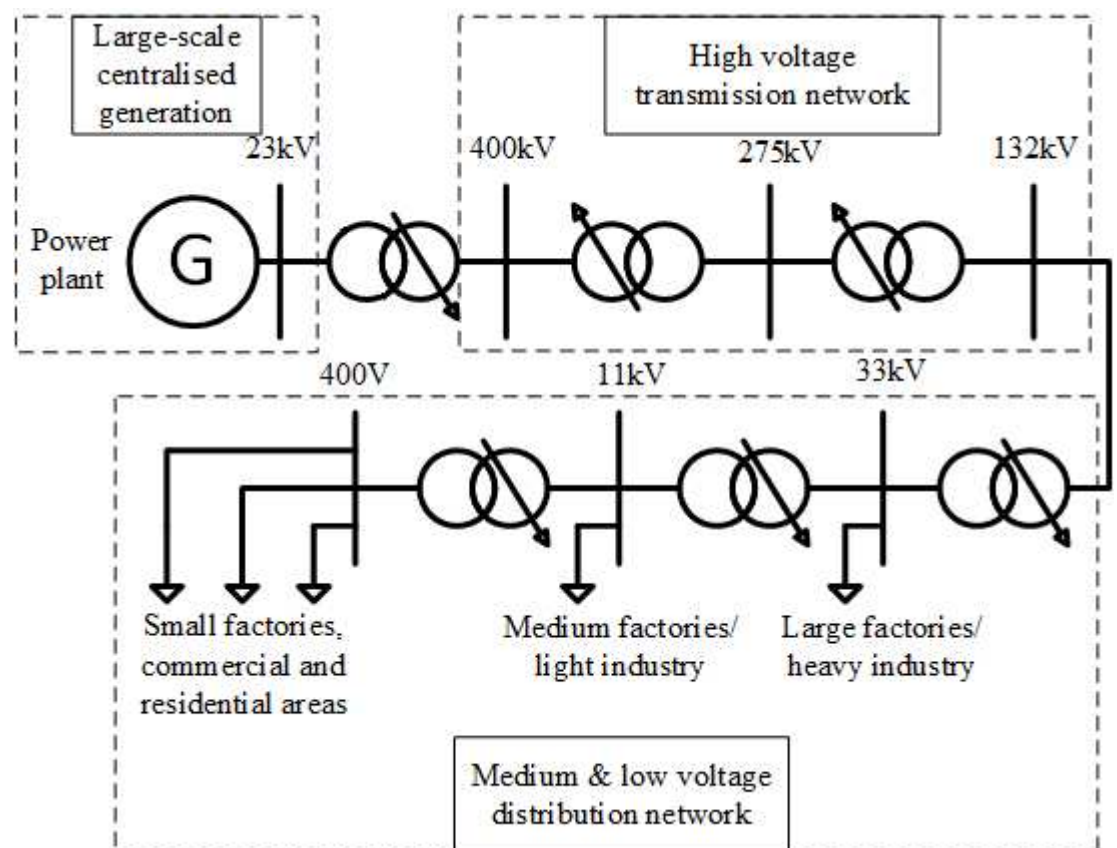 Large-scale
centralised
generation
High voltage
transmission network
23kV
400kV
275kV
132kV
Power
plant
G
400V
11kV
33kV
Small factories,
commercial and
residential areas
Medium factories/
light industry
Large factories/
heavy industry
Medium & low voltage
distribution network